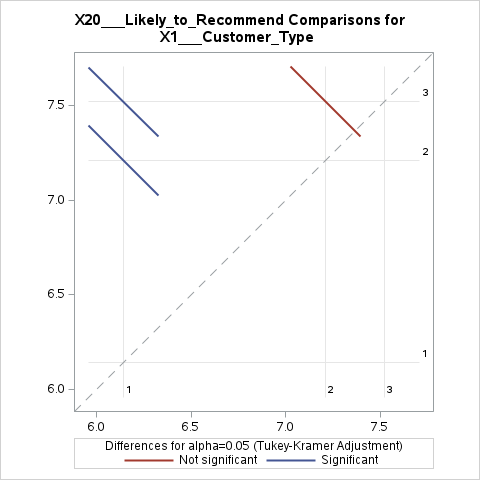 X20___Likely_to_Recommend Comparisons for
X1___Customer_Type
7.5
7.0
6.5
6.0
3
2
1
1
2
3
6.0
6.5
7.0
7.5
Differences for alpha=0.05 (Tukey-Kramer Adjustment)
Not significant
Significant